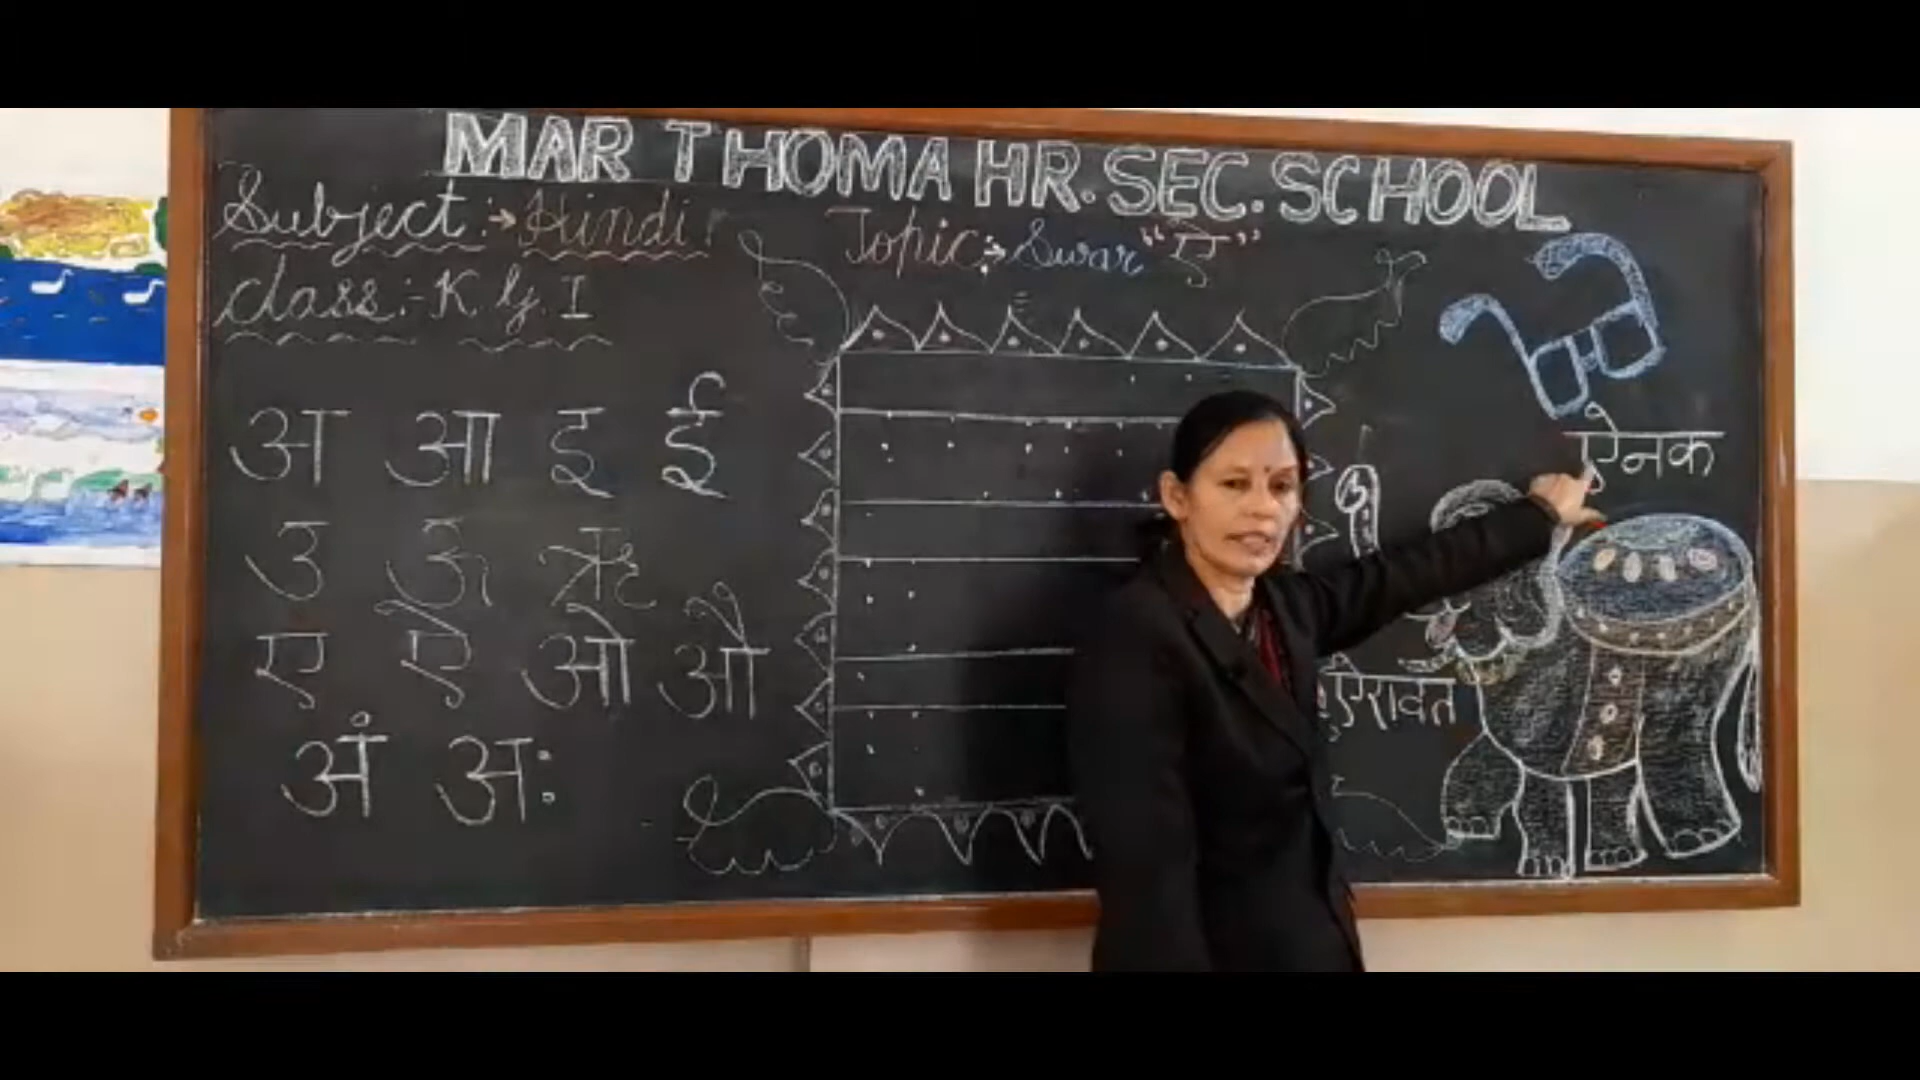 MAR THOMA HR. SEC. SCHOOL
Subject :→ Hindi
Topic :→ Swar "ऐ"
class :- K.G. I
अ आ इ ई
उ ऊ ऋ
ए ऐ ओ औ
अं अः
ऐनक
ऐरावत